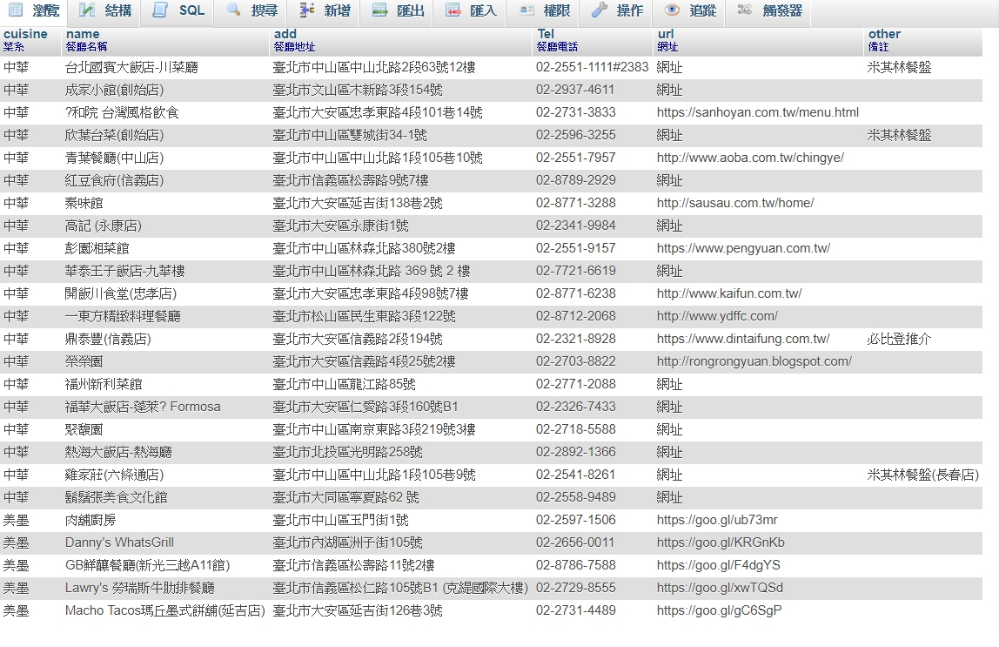 瀏覽 結構 SQL 搜尋 新增 匯出 匯入 權限 操作 追蹤 觸發器
cuisine name add Tel url other
菜系 餐廳名稱 餐廳地址 餐廳電話 網址 備註
中華 台北國賓大飯店-川菜廳 臺北市中山區中山北路2段63號12樓 02-2551-1111#2383 網址 米其林餐盤
中華 成家小館(創始店) 臺北市文山區木新路3段154號 02-2937-4611 網址
中華 ?和院 台灣風格飲食 臺北市大安區忠孝東路4段101巷14號 02-2731-3833 https://sanhoyan.com.tw/menu.html
中華 欣葉台菜(創始店) 臺北市中山區雙城街34-1號 02-2596-3255 網址 米其林餐盤
中華 青葉餐廳(中山店) 臺北市中山區中山北路1段105巷10號 02-2551-7957 http://www.aoba.com.tw/chingye/
中華 紅豆食府(信義店) 臺北市信義區松壽路9號7樓 02-8789-2929 網址
中華 秦味館 臺北市大安區延吉街138巷2號 02-8771-3288 http://sausau.com.tw/home/
中華 高記 (永康店) 臺北市大安區永康街1號 02-2341-9984 網址
中華 彭園湘菜館 臺北市中山區林森北路380號2樓 02-2551-9157 https://www.pengyuan.com.tw/
中華 華泰王子飯店-九華樓 臺北市中山區林森北路 369 號 2 樓 02-7721-6619 網址
中華 開飯川食堂(忠孝店) 臺北市大安區忠孝東路4段98號7樓 02-8771-6238 http://www.kaifun.com.tw/
中華 一東方精緻料理餐廳 臺北市松山區民生東路3段122號 02-8712-2068 http://www.ydffc.com/
中華 鼎泰豐(信義店) 臺北市大安區信義路2段194號 02-2321-8928 https://www.dintaifung.com.tw/ 必比登推介
中華 榮榮園 臺北市大安區信義路4段25號2樓 02-2703-8822 http://rongrongyuan.blogspot.com/
中華 福州新利菜館 臺北市中山區龍江路85號 02-2771-2088 網址
中華 福華大飯店-蓬萊? Formosa 臺北市大安區仁愛路3段160號B1 02-2326-7433 網址
中華 聚馥園 臺北市中山區南京東路3段219號3樓 02-2718-5588 網址
中華 熱海大飯店-熱海廳 臺北市北投區光明路258號 02-2892-1366 網址
中華 雞家莊(六條通店) 臺北市中山區中山北路1段105巷9號 02-2541-8261 網址 米其林餐盤(長春店)
中華 鬍鬚張美食文化館 臺北市大同區寧夏路62 號 02-2558-9489 網址
美墨 肉舖廚房 臺北市中山區玉門街1號 02-2597-1506 https://goo.gl/ub73mr
美墨 Danny's WhatsGrill 臺北市內湖區洲子街105號 02-2656-0011 https://goo.gl/KRGnKb
美墨 GB鮮釀餐廳(新光三越A11館) 臺北市信義區松壽路11號2樓 02-8786-7588 https://goo.gl/F4dgYS
美墨 Lawry's 勞瑞斯牛肋排餐廳 臺北市信義區松仁路105號B1 (克緹國際大樓) 02-2729-8555 https://goo.gl/xwTQSd
美墨 Macho Tacos瑪丘墨式餅舖(延吉店) 臺北市大安區延吉街126巷3號 02-2731-4489 https://goo.gl/gC6SgP